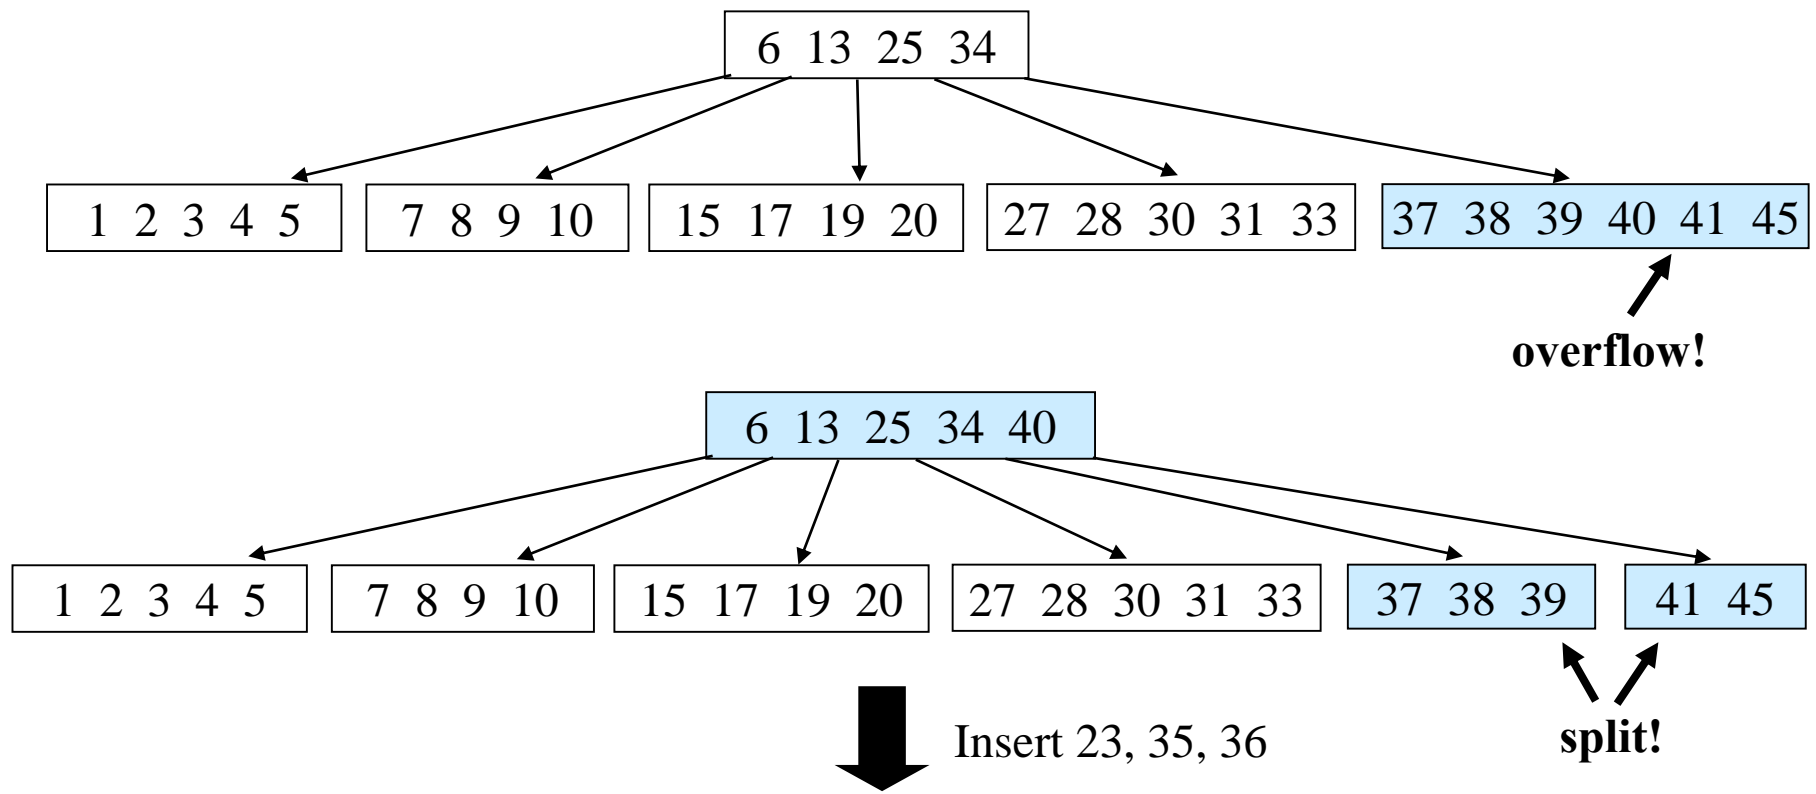 6 13 25 34
1 2 3 4 5 7 8 9 10 15 17 19 20 27 28 30 31 33 37 38 39 40 41 45
overflow!
6 13 25 34 40
1 2 3 4 5 7 8 9 10 15 17 19 20 27 28 30 31 33 37 38 39 41 45
Insert 23, 35, 36 split!